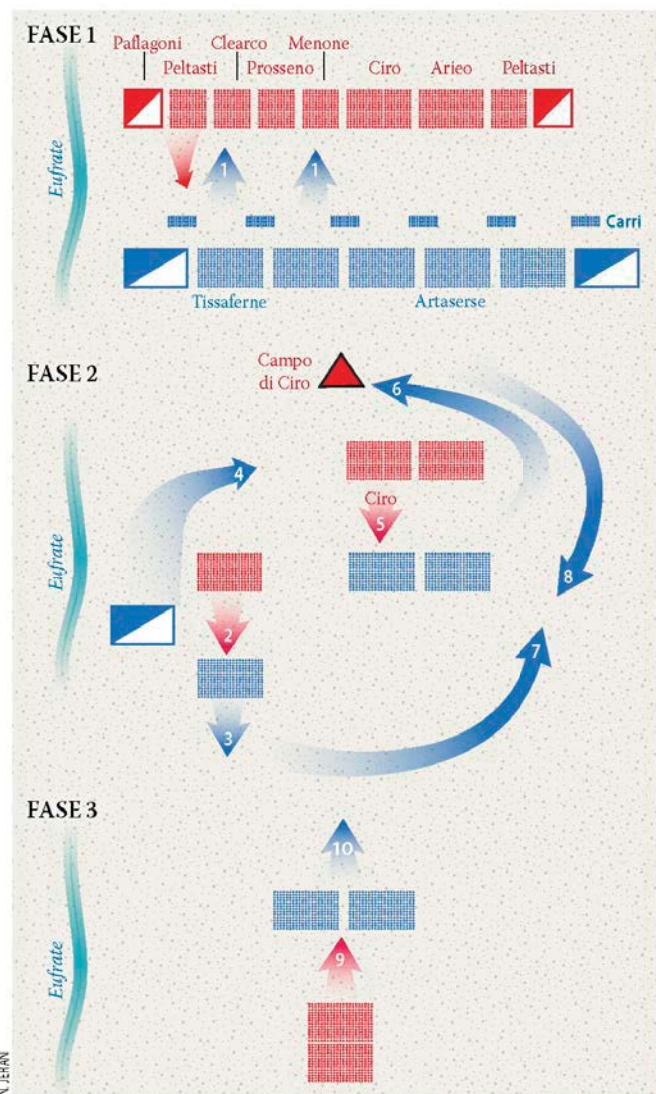 FASE 1
Paflagoni
Clearco
Menone
Peltasti
Prosseno
Ciro
Arieo
Peltasti
Eufrate
1
1
Carri
Tissaferne
Artaserse
FASE 2
Campo
di Ciro
6
4
Ciro
5
Eufrate
8
2
7
3
FASE 3
10
Eufrate
9
N. JERAN